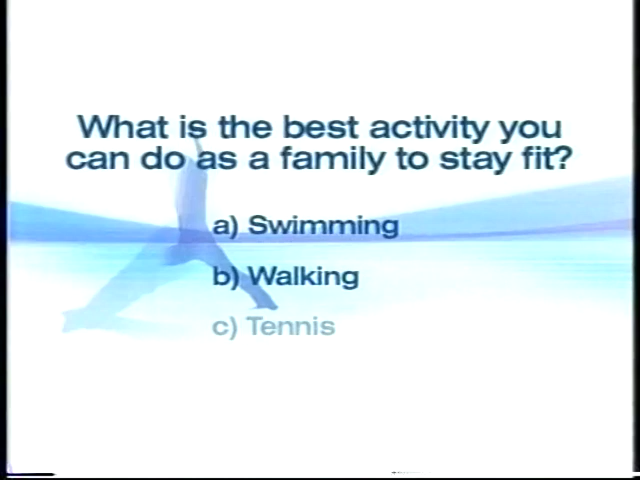 What is the best activity you
can do as a family to stay fit?
a) Swimming
b) Walking
c) Tennis